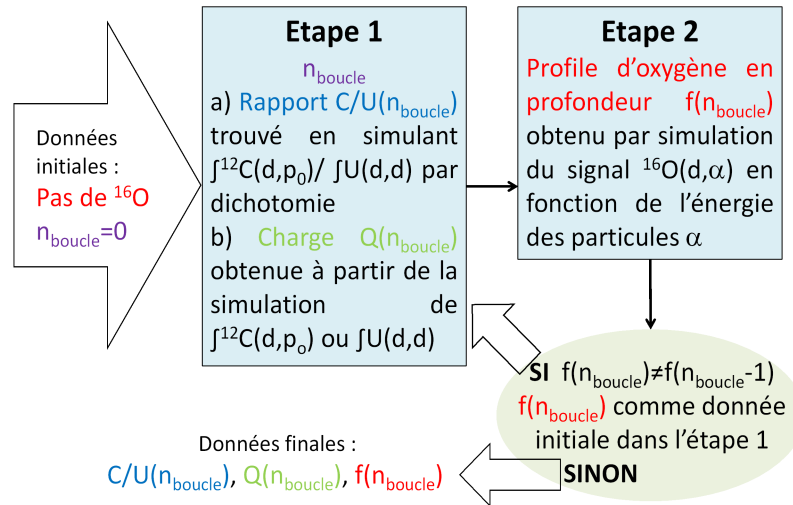 Données
initiales :
Pas de ¹⁶O
n_boucle=0
Etape 1
n_boucle
a) Rapport C/U(n_boucle)
trouvé en simulant
∫¹²C(d,p₀)/ ∫U(d,d) par
dichotomie
b) Charge Q(n_boucle)
obtenue à partir de la
simulation de
∫¹²C(d,pₒ) ou ∫U(d,d)
Etape 2
Profile d'oxygène en
profondeur f(n_boucle)
obtenu par simulation
du signal ¹⁶O(d,α) en
fonction de l'énergie
des particules α
SI f(n_boucle)≠f(n_boucle-1)
f(n_boucle) comme donnée
initiale dans l'étape 1
SINON
Données finales :
C/U(n_boucle), Q(n_boucle), f(n_boucle)